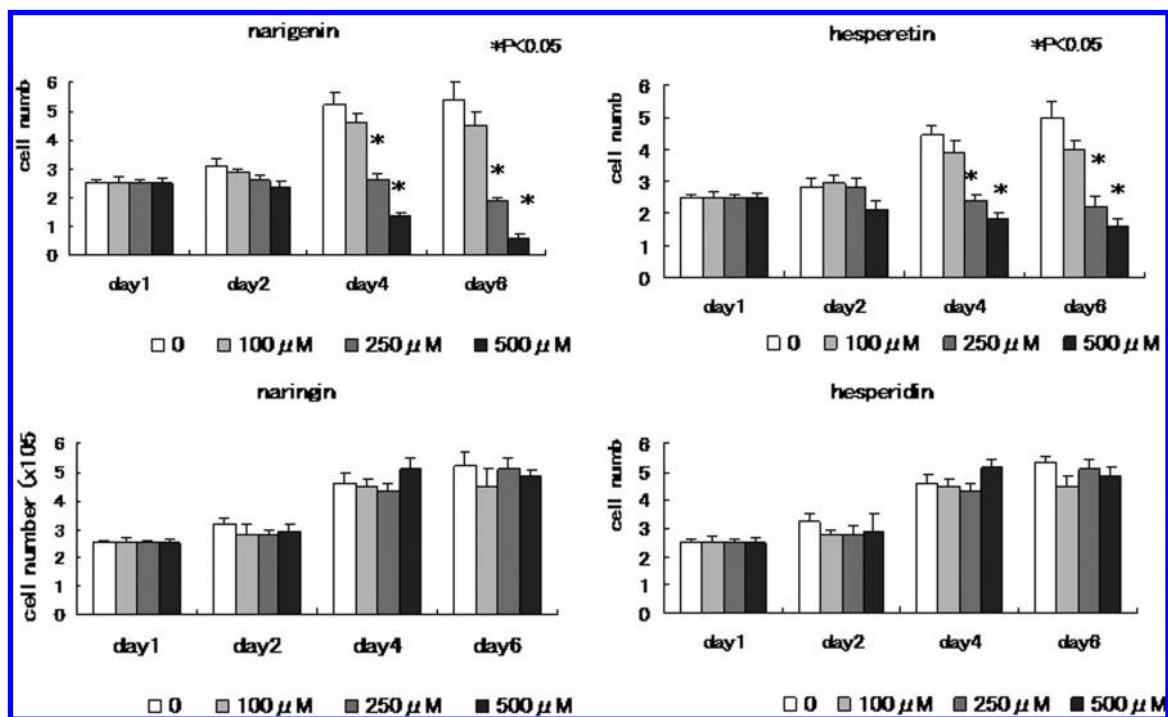 narigenin
*P<0.05
cell numb
6
5
4
3
2
1
0
* * * *
day1 day2 day4 day6
□ 0 ■ 100 μM ■ 250 μM ■ 500 μM
hesperetin
*P<0.05
cell numb
6
5
4
3
2
1
0
* * * *
day1 day2 day4 day6
□ 0 ■ 100 μM ■ 250 μM ■ 500 μM
naringin
cell number (x105
6
5
4
3
2
1
0
day1 day2 day4 day6
□ 0 ■ 100 μM ■ 250 μM ■ 500 μM
hesperidin
cell numb
6
5
4
3
2
1
0
day1 day2 day4 day6
□ 0 ■ 100 μM ■ 250 μM ■ 500 μM